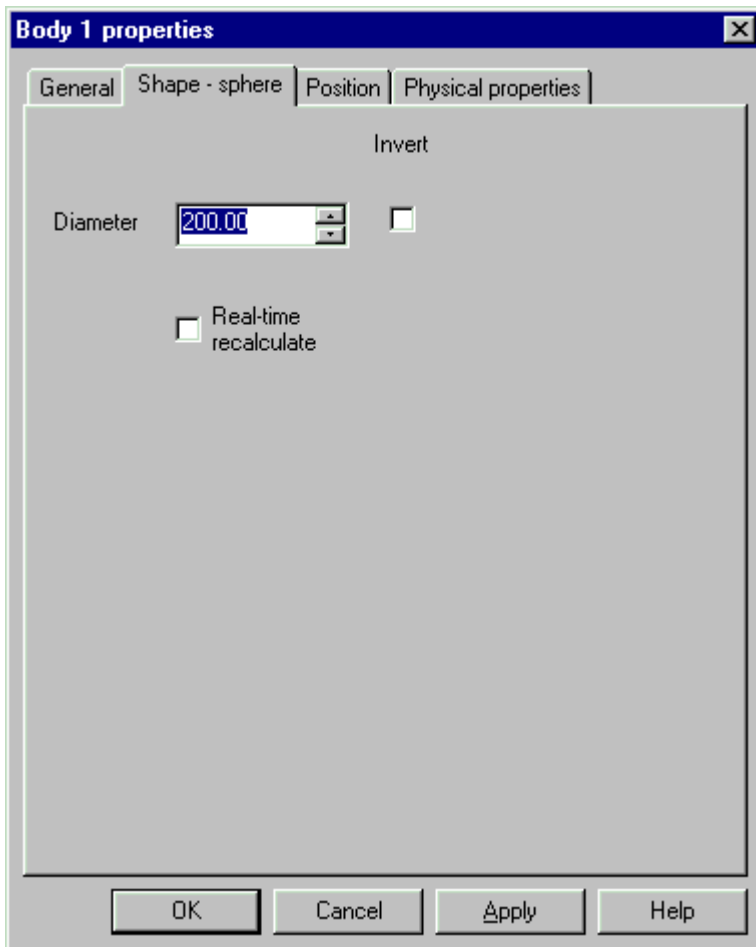 Body 1 properties
General Shape - sphere Position Physical properties
Invert
Diameter 200.00
Real-time
recalculate
OK Cancel Apply Help